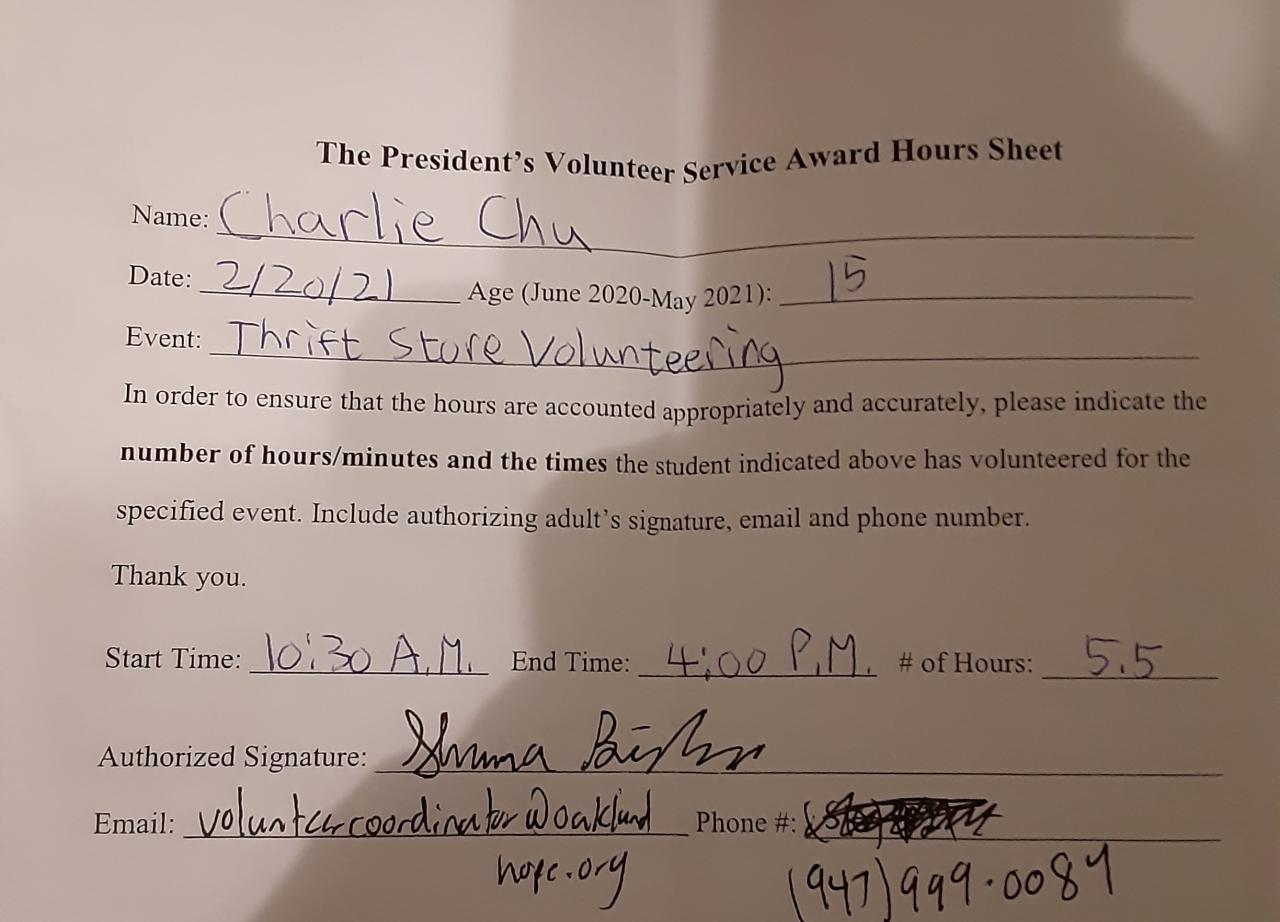 The President's Volunteer Service Award Hours Sheet
Name: Charlie Chu
Date: 2/20/21 Age (June 2020-May 2021): 15
Event: Thrift Store Volunteering
In order to ensure that the hours are accounted appropriately and accurately, please indicate the
number of hours/minutes and the times the student indicated above has volunteered for the
specified event. Include authorizing adult's signature, email and phone number.
Thank you.
Start Time: 10:30 A.M. End Time: 4:00 P.M. # of Hours: 5.5
Authorized Signature:
Email: volunteercoordinator@oakland Phone #:
hope.org (947)999.0084